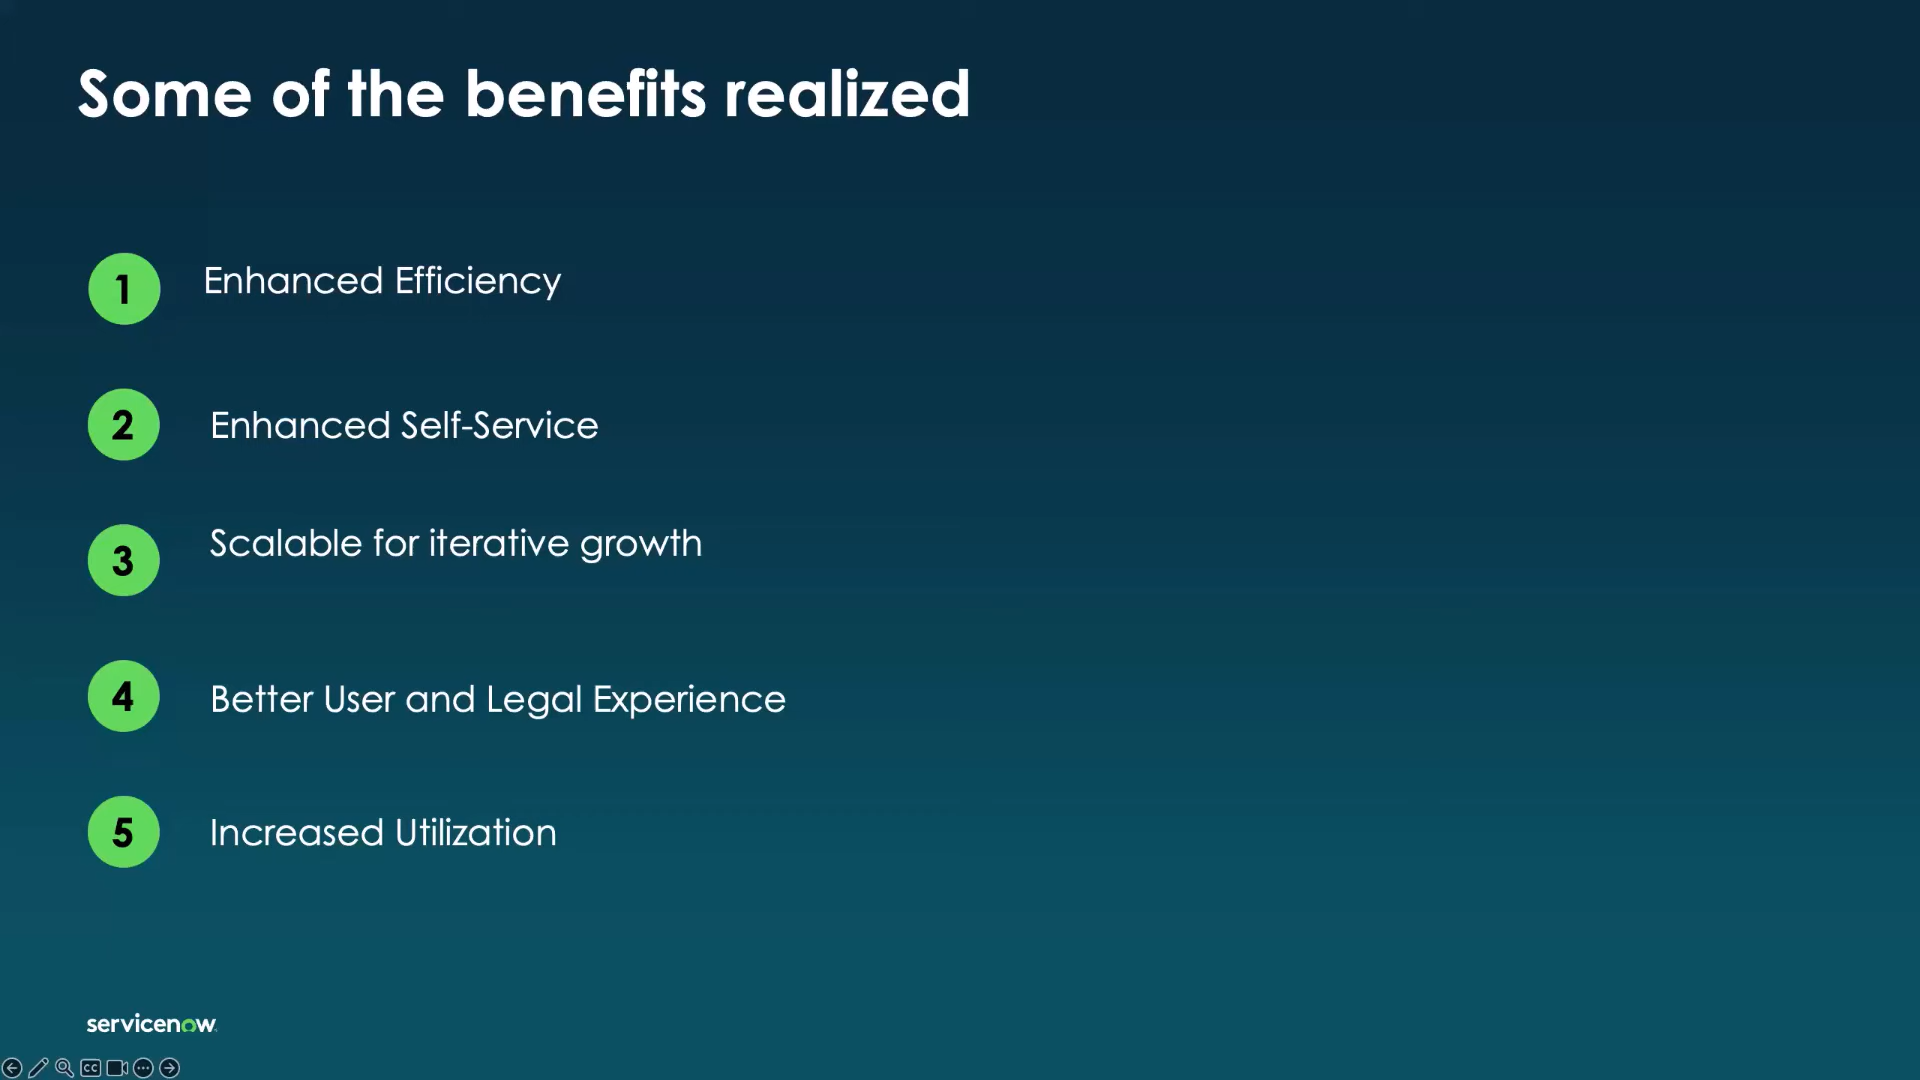 Some of the benefits realized
1 Enhanced Efficiency
2 Enhanced Self-Service
3 Scalable for iterative growth
4 Better User and Legal Experience
5 Increased Utilization
servicenow
CC